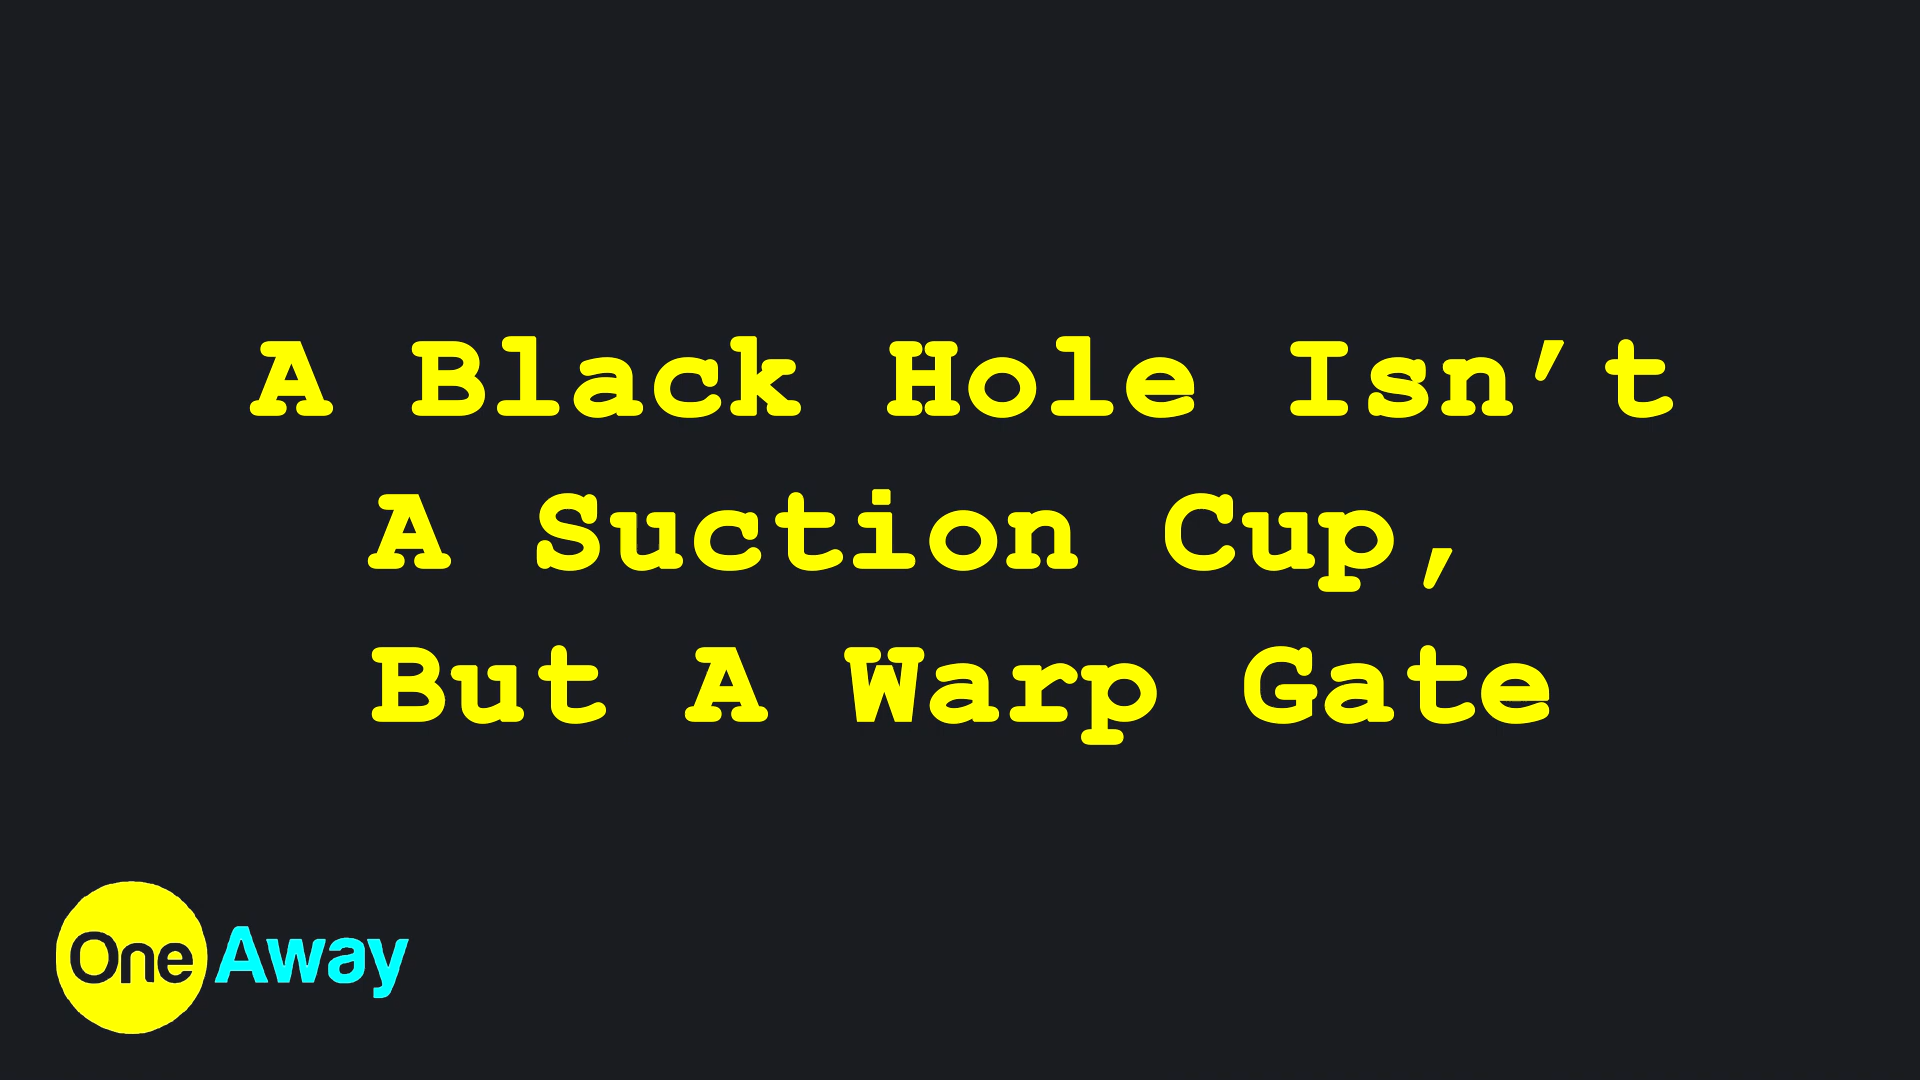 A Black Hole Isn’t
A Suction Cup,
But A Warp Gate
One Away